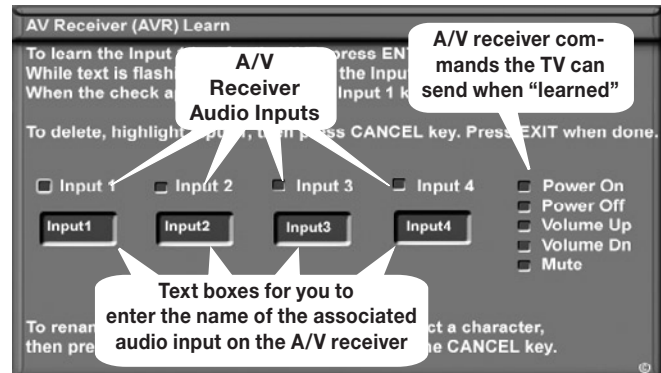 AV Receiver (AVR) Learn
To learn the Input press EN
While text is flashi the Inpu
When the check a Input 1 k
To delete, highlight then press CANCEL key. Press EXIT when done.
A/V
Receiver
Audio Inputs
A/V receiver com-
mands the TV can
send when “learned”
Input 1 Input 2 Input 3 Input 4
Input1 Input2 Input3 Input4
Power On
Power Off
Volume Up
Volume Dn
Mute
Text boxes for you to
enter the name of the associated
audio input on the A/V receiver
To renam ct a character,
then pre he CANCEL key.
©